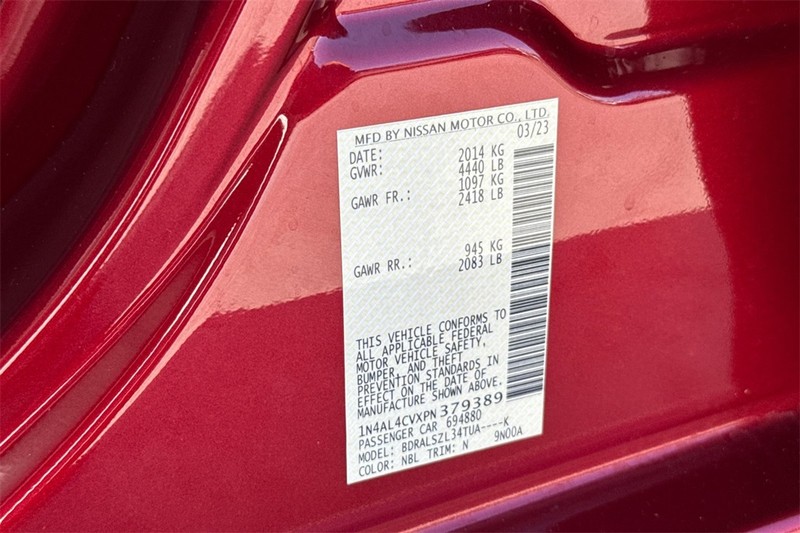 MFD BY NISSAN MOTOR CO., LTD.
DATE: 03/23
GVWR: 2014 KG
4440 LB
GAWR FR.: 1097 KG
2418 LB
GAWR RR.: 945 KG
2083 LB
THIS VEHICLE CONFORMS TO
ALL APPLICABLE FEDERAL
MOTOR VEHICLE SAFETY,
BUMPER, AND THEFT
PREVENTION STANDARDS IN
EFFECT ON THE DATE OF
MANUFACTURE SHOWN ABOVE.
1N4AL4CVXPN379389
PASSENGER CAR 694880
MODEL: BDRALSZL34TUA----K
COLOR: NBL TRIM: N 9N00A